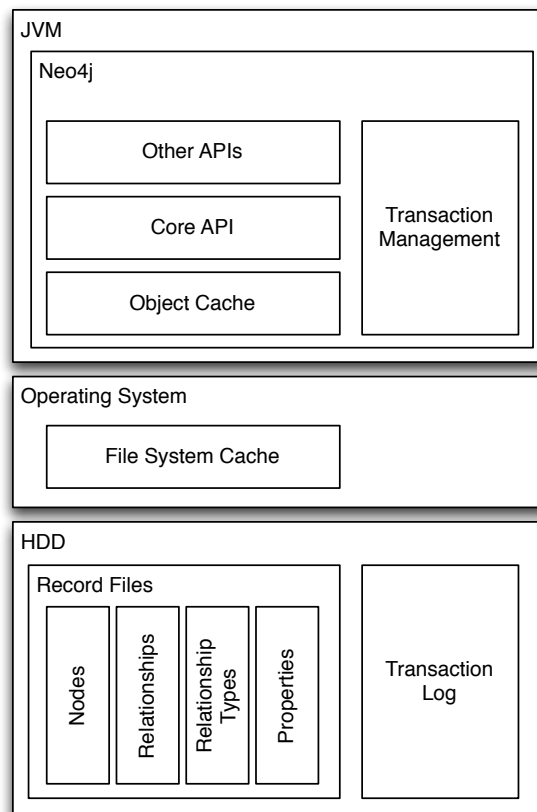 JVM
Neo4j
Other APIs
Core API
Object Cache
Transaction
Management
Operating System
File System Cache
HDD
Record Files
Nodes
Relationships
Relationship
Types
Properties
Transaction
Log